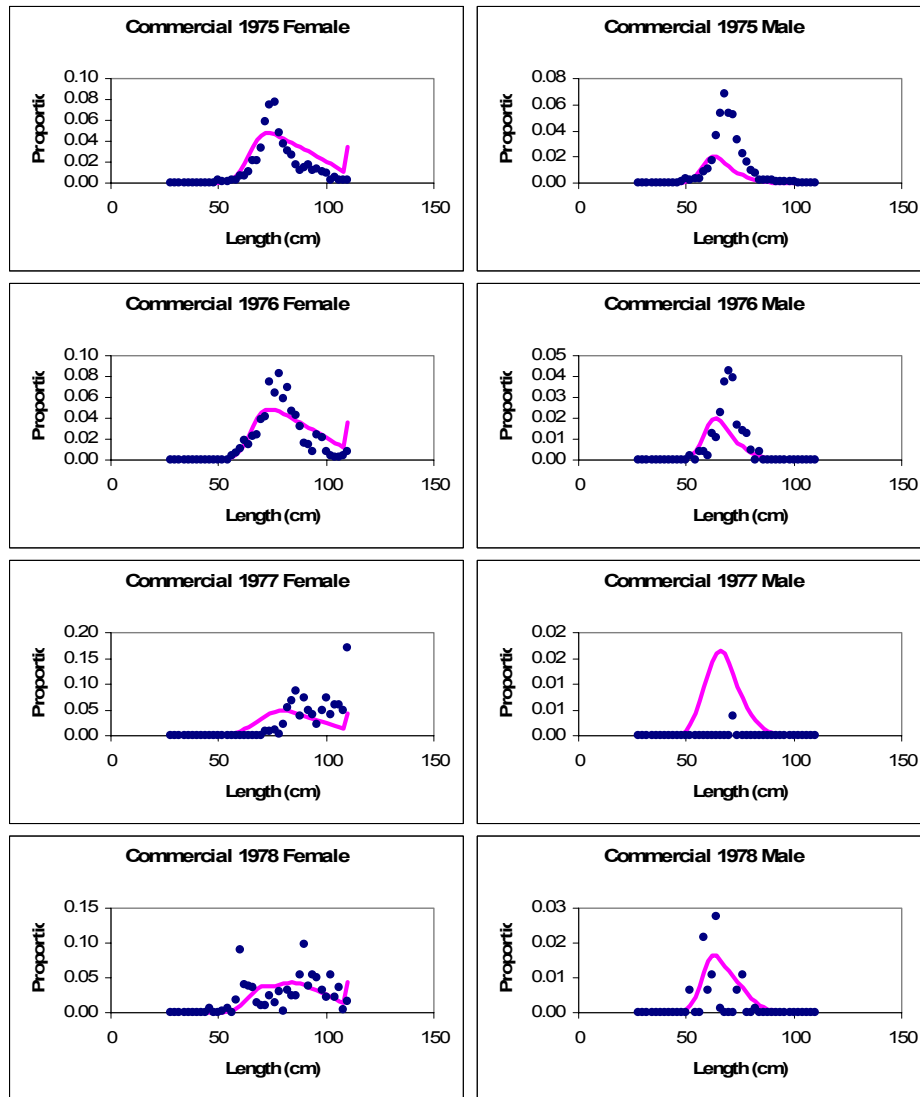 Commercial 1975 Female
Proportic
0.10
0.08
0.06
0.04
0.02
0.00
0 50 100 150
Length (cm)
Commercial 1975 Male
Proportic
0.08
0.06
0.04
0.02
0.00
0 50 100 150
Length (cm)
Commercial 1976 Female
Proportic
0.10
0.08
0.06
0.04
0.02
0.00
0 50 100 150
Length (cm)
Commercial 1976 Male
Proportic
0.05
0.04
0.03
0.02
0.01
0.00
0 50 100 150
Length (cm)
Commercial 1977 Female
Proportic
0.20
0.15
0.10
0.05
0.00
0 50 100 150
Length (cm)
Commercial 1977 Male
Proportic
0.02
0.02
0.01
0.01
0.00
0 50 100 150
Length (cm)
Commercial 1978 Female
Proportic
0.15
0.10
0.05
0.00
0 50 100 150
Length (cm)
Commercial 1978 Male
Proportic
0.03
0.02
0.01
0.00
0 50 100 150
Length (cm)